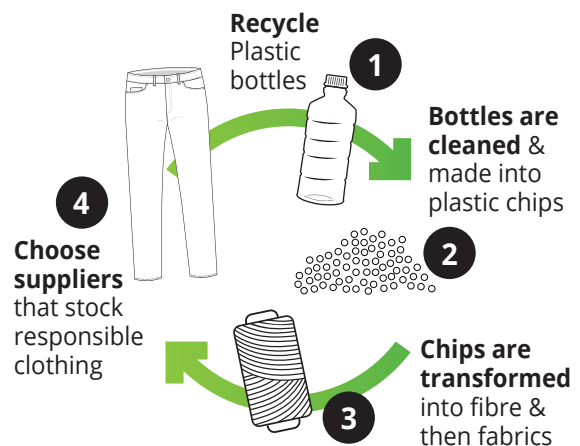 Recycle
Plastic
bottles
1
Bottles are
cleaned &
made into
plastic chips
2
Chips are
transformed
into fibre &
then fabrics
3
4
Choose
suppliers
that stock
responsible
clothing